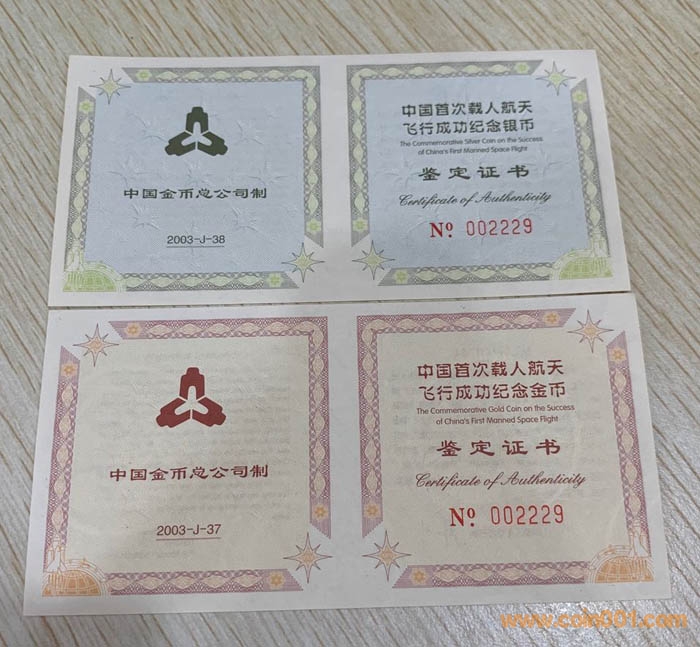 中国金币总公司制
2003-J-38
中国首次载人航天
飞行成功纪念银币
The Commemorative Silver Coin on the Success
of China's First Manned Space Flight
鉴定证书
Certificate of Authenticity
Nº 002229
中国金币总公司制
2003-J-37
中国首次载人航天
飞行成功纪念金币
The Commemorative Gold Coin on the Success
of China's First Manned Space Flight
鉴定证书
Certificate of Authenticity
Nº 002229
www.coin001.com